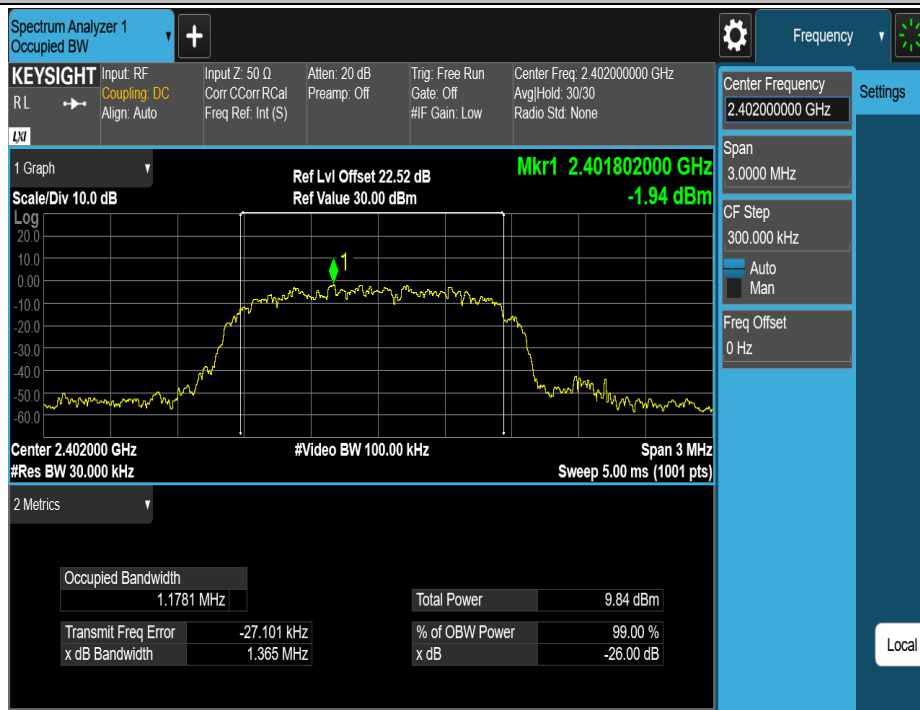 Spectrum Analyzer 1
Occupied BW
+
Frequency
KEYSIGHT
RL
LXI
Input: RF
Coupling: DC
Align: Auto
Input Z: 50 Ω
Corr CCorr RCal
Freq Ref: Int (S)
Atten: 20 dB
Preamp: Off
Trig: Free Run
Gate: Off
#IF Gain: Low
Center Freq: 2.402000000 GHz
Avg|Hold: 30/30
Radio Std: None
Center Frequency
2.402000000 GHz
Settings
Span
3.0000 MHz
CF Step
300.000 kHz
Auto
Man
Freq Offset
0 Hz
1 Graph
Scale/Div 10.0 dB
Ref Lvl Offset 22.52 dB
Ref Value 30.00 dBm
Mkr1 2.401802000 GHz
-1.94 dBm
Log
20.0
10.0
0.00
-10.0
-20.0
-30.0
-40.0
-50.0
-60.0
1
Center 2.402000 GHz
#Video BW 100.00 kHz
Span 3 MHz
#Res BW 30.000 kHz
Sweep 5.00 ms (1001 pts)
2 Metrics
Occupied Bandwidth
1.1781 MHz
Total Power 9.84 dBm
Transmit Freq Error -27.101 kHz
% of OBW Power 99.00 %
x dB Bandwidth 1.365 MHz
x dB -26.00 dB
Local